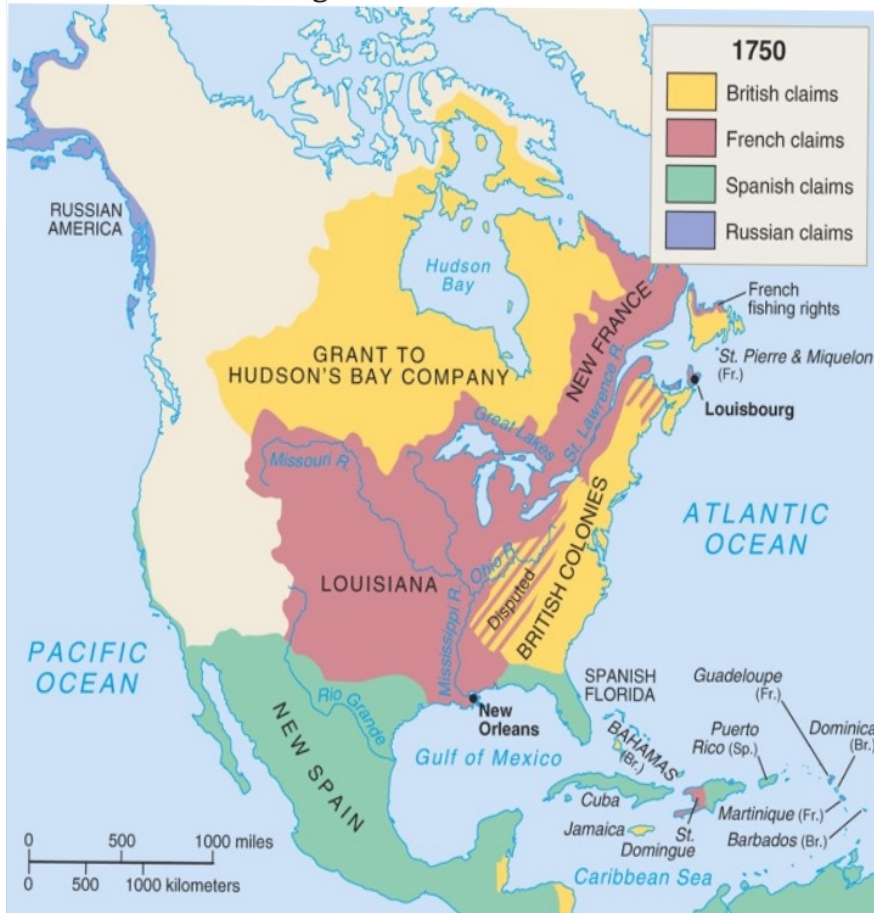 1750
British claims
French claims
Spanish claims
Russian claims
RUSSIAN
AMERICA
Hudson
Bay
French
fishing rights
NEW FRANCE
GRANT TO
HUDSON'S BAY COMPANY
St. Pierre & Miquelon
(Fr.)
Louisbourg
St. Lawrence R.
Great Lakes
Missouri R.
ATLANTIC
OCEAN
Ohio R.
Disputed
BRITISH COLONIES
LOUISIANA
Mississippi R.
PACIFIC
OCEAN
SPANISH
FLORIDA
Guadeloupe
(Fr.)
Rio Grande
New
Orleans
Puerto
Rico (Sp.)
Dominica
(Br.)
BAHAMAS
(Br.)
Gulf of Mexico
NEW SPAIN
Cuba
Martinique (Fr.)
Jamaica
St.
Domingue
Barbados (Br.)
Caribbean Sea
0 500 1000 miles
0 500 1000 kilometers